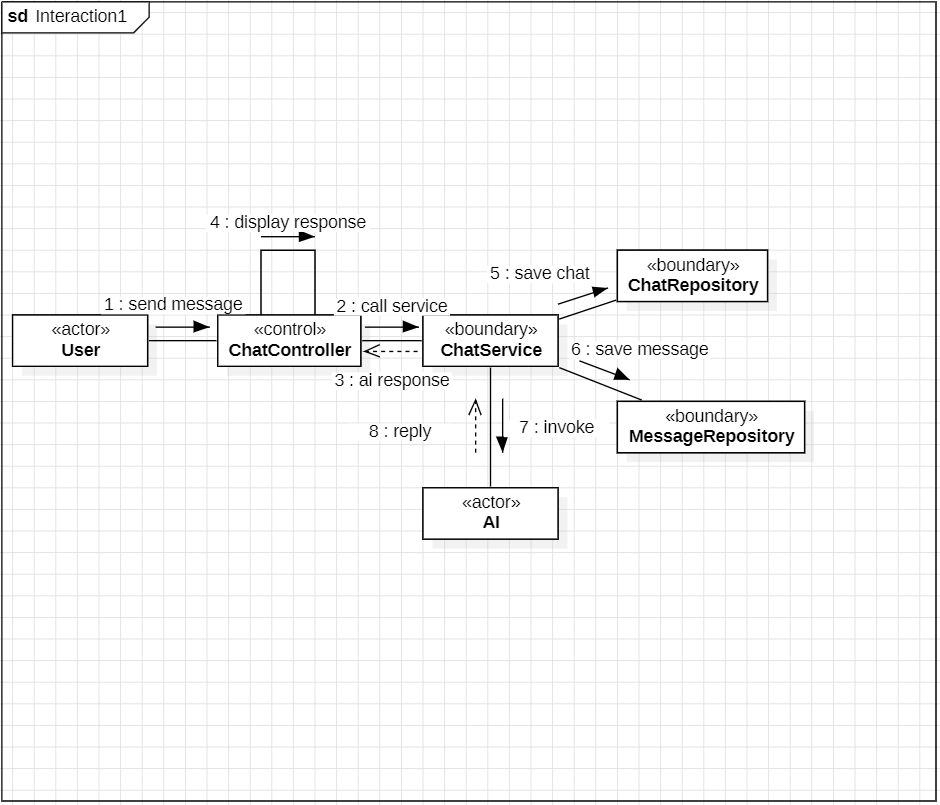 sd Interaction1
4 : display response
1 : send message
2 : call service
5 : save chat
«boundary»
ChatRepository
«actor»
User
«control»
ChatController
«boundary»
ChatService
6 : save message
3 : ai response
8 : reply
7 : invoke
«boundary»
MessageRepository
«actor»
AI